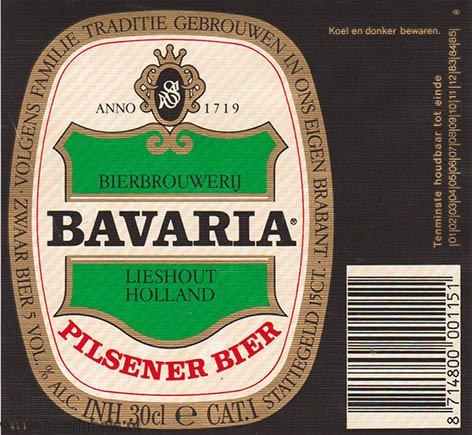 VOLGENS FAMILIE TRADITIE GEBROUWEN IN ONS EIGEN BRABANT · STATIEGELD 15CT. INH. 30cl e CAT.I ZWAAR BIER 5 VOL. % ALC. ·
ANNO 1719
BIERBROUWERIJ
BAVARIA®
LIESHOUT
HOLLAND
PILSENER BIER
Koel en donker bewaren.
®
Tenminste houdbaar tot einde
|01|02|03|04|05|06|07|08|09|10|11|12|83|84|85|
8 714800 001151